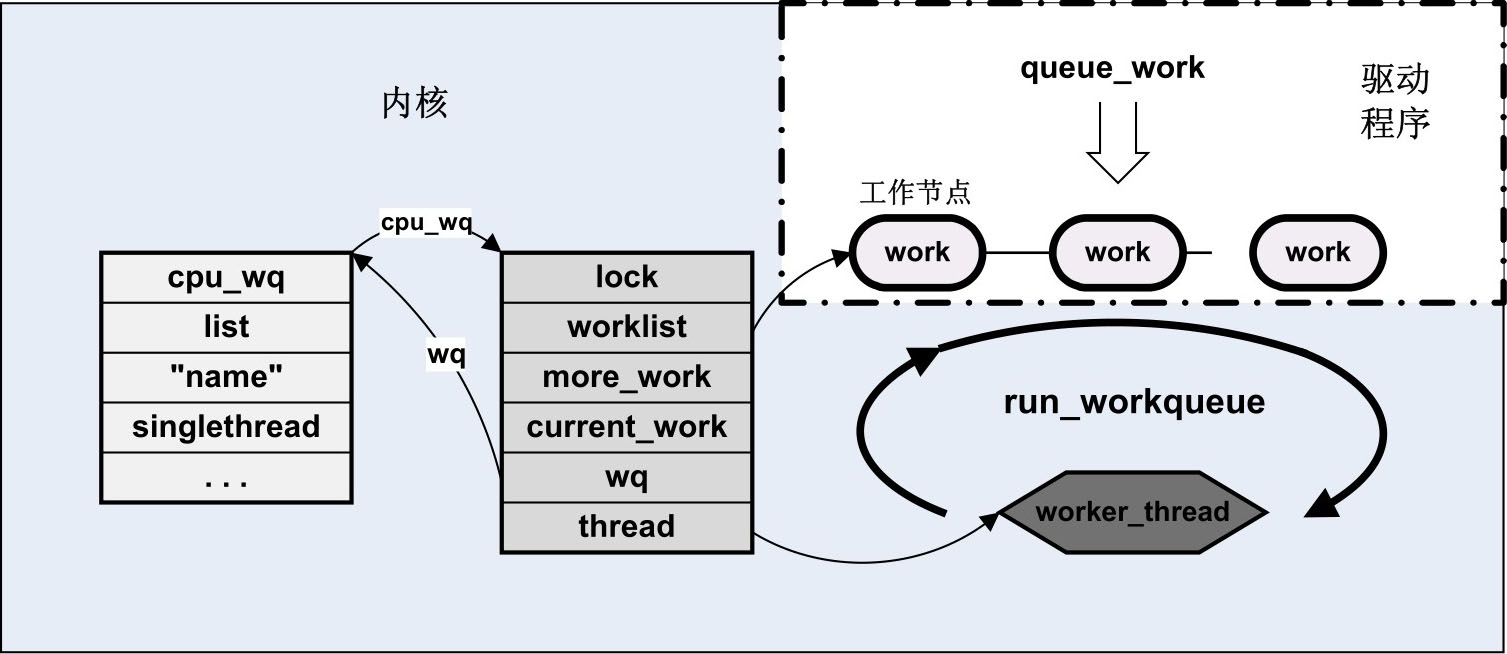 内核
queue_work
驱动
程序
工作节点
work
work
work
cpu_wq
wq
cpu_wq
list
"name"
singlethread
...
lock
worklist
more_work
current_work
wq
thread
run_workqueue
worker_thread